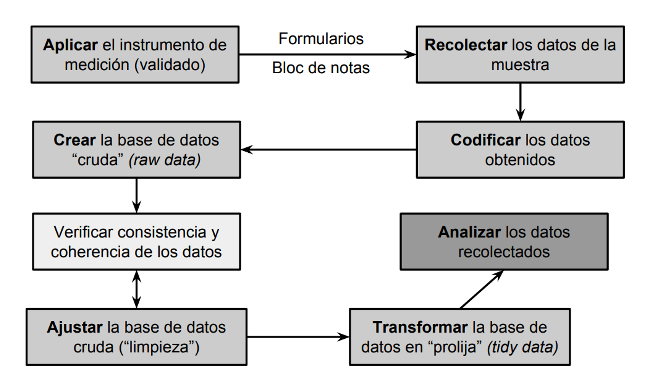 Aplicar el instrumento de
medición (validado)
Formularios
Bloc de notas
Recolectar los datos de la
muestra
Codificar los datos
obtenidos
Crear la base de datos
“cruda” (raw data)
Verificar consistencia y
coherencia de los datos
Ajustar la base de datos
cruda (“limpieza”)
Transformar la base de
datos en “prolija” (tidy data)
Analizar los datos
recolectados